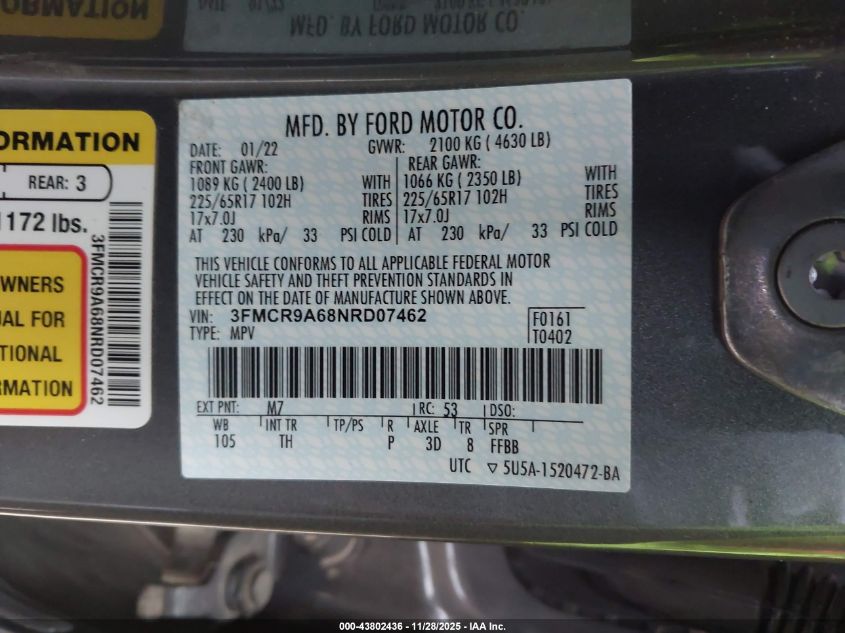 MFD. BY FORD MOTOR CO.
DATE: 01/22 GVWR: 2100 KG ( 4630 LB)
FRONT GAWR: REAR GAWR:
1089 KG ( 2400 LB) WITH 1066 KG ( 2350 LB) WITH
225/65R17 102H TIRES 225/65R17 102H TIRES
17x7.0J RIMS 17x7.0J RIMS
AT 230 kPa/ 33 PSI COLD AT 230 kPa/ 33 PSI COLD
THIS VEHICLE CONFORMS TO ALL APPLICABLE FEDERAL MOTOR
VEHICLE SAFETY AND THEFT PREVENTION STANDARDS IN
EFFECT ON THE DATE OF MANUFACTURE SHOWN ABOVE.
VIN: 3FMCR9A68NRD07462 F0161
TYPE: MPV T0402
EXT PNT: M7 RC: 53 DSO:
WB INT TR TP/PS R AXLE TR SPR
105 TH P 3D 8 FFBB
UTC ▽ 5U5A-1520472-BA
ORMATION
REAR: 3
1172 lbs.
3FMCR9A68NRD07462
OWNERS
UAL FOR
TIONAL
RMATION
000-43802436 - 11/28/2025 - IAA Inc.